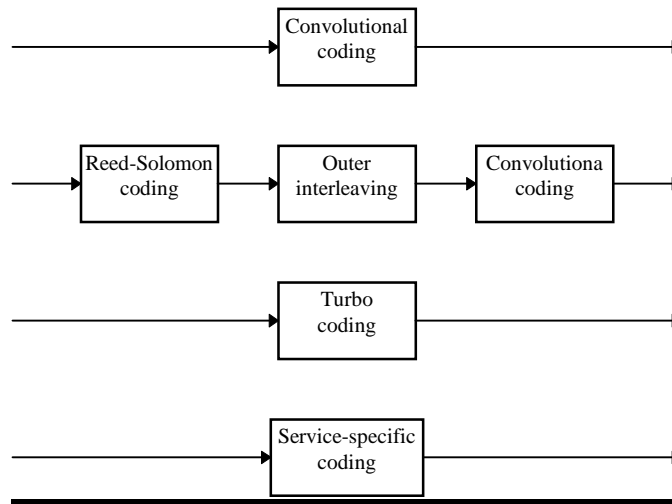 Convolutional
coding
Reed-Solomon
coding
Outer
interleaving
Convolutiona
coding
Turbo
coding
Service-specific
coding